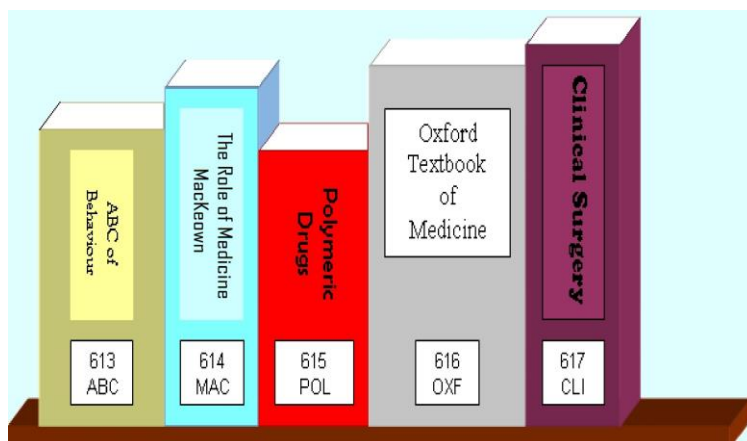 ABC of
Behaviour
613
ABC
The Role of Medicine
MacKeown
614
MAC
Polymeric
Drugs
615
POL
Oxford
Textbook
of
Medicine
616
OXF
Clinical Surgery
617
CLI